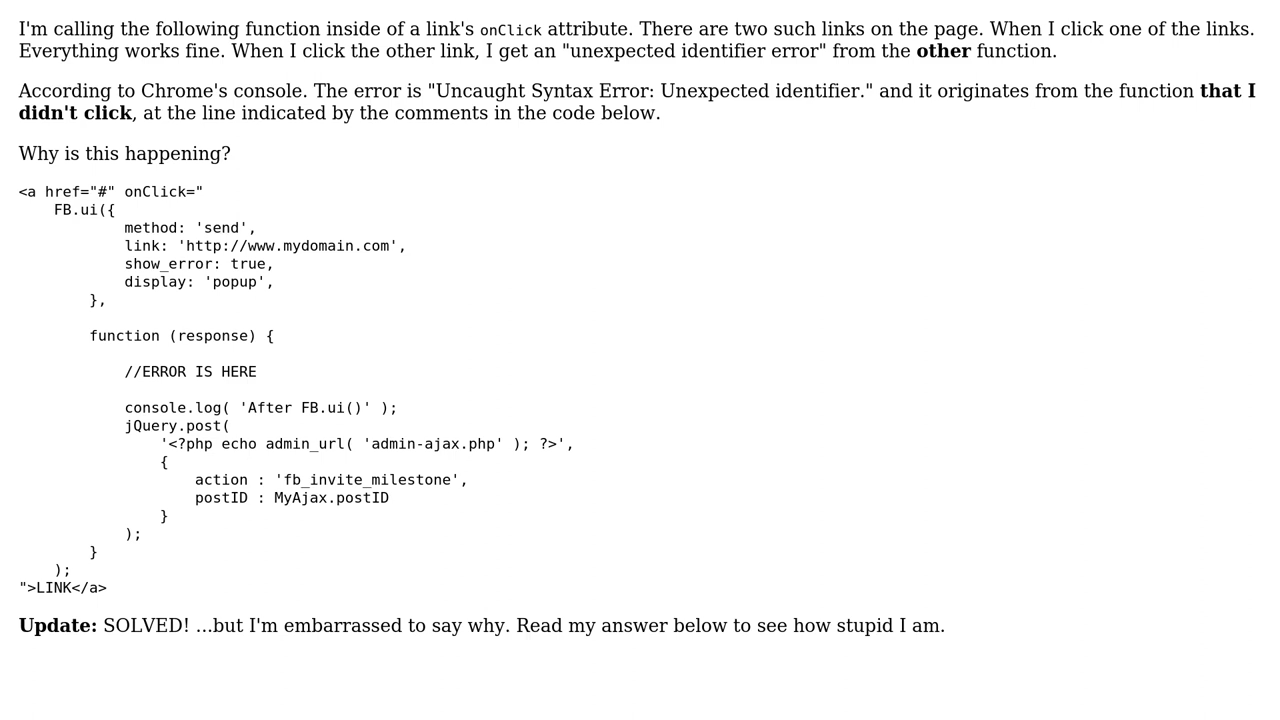 I'm calling the following function inside of a link's onClick attribute. There are two such links on the page. When I click one of the links.
Everything works fine. When I click the other link, I get an "unexpected identifier error" from the other function.
According to Chrome's console. The error is "Uncaught Syntax Error: Unexpected identifier." and it originates from the function that I
didn't click, at the line indicated by the comments in the code below.
Why is this happening?
<a href="#" onClick="
    FB.ui({
            method: 'send',
            link: 'http://www.mydomain.com',
            show_error: true,
            display: 'popup',
        },
        function (response) {
            //ERROR IS HERE
            console.log( 'After FB.ui()' );
            jQuery.post(
                '<?php echo admin_url( 'admin-ajax.php' ); ?>',
                {
                    action : 'fb_invite_milestone',
                    postID : MyAjax.postID
                }
            );
        }
    );
">LINK</a>
Update: SOLVED! ...but I'm embarrassed to say why. Read my answer below to see how stupid I am.